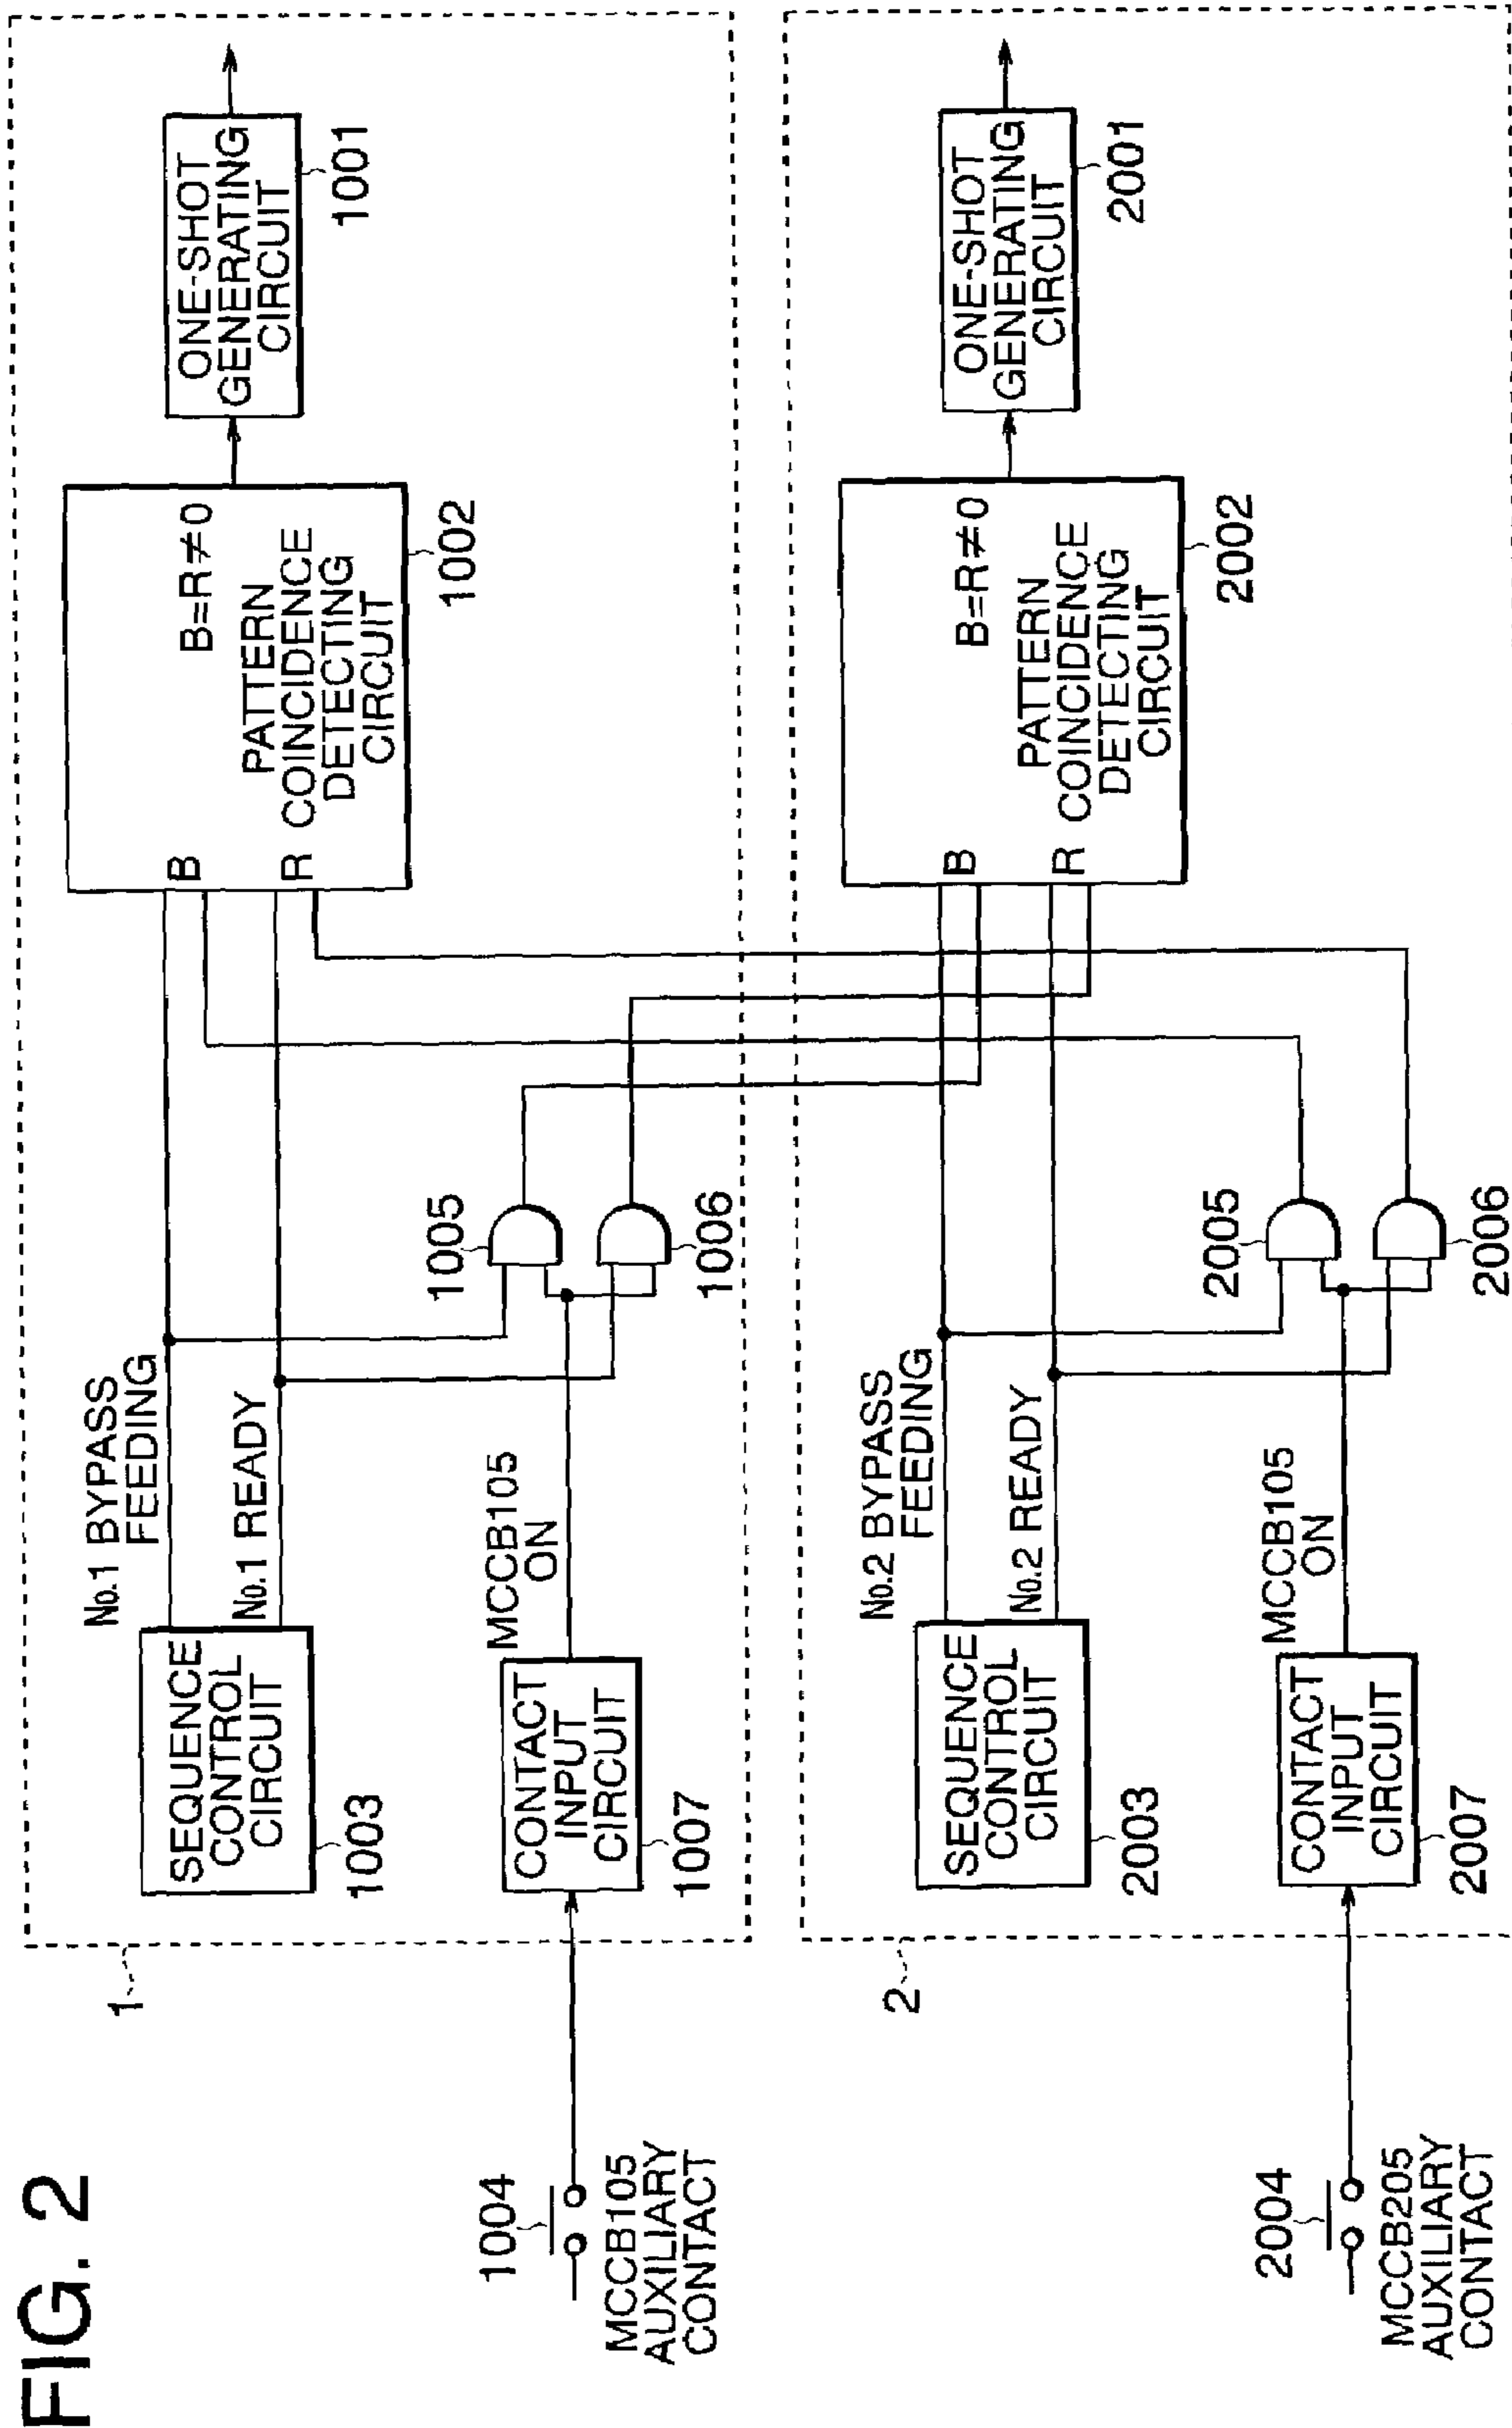 FIG. 2
1
No.1 BYPASS
FEEDING
No.1 READY
SEQUENCE
CONTROL
CIRCUIT
1003
B
R
B=R≠0
PATTERN
COINCIDENCE
DETECTING
CIRCUIT
1002
ONE-SHOT
GENERATING
CIRCUIT
1001
1004
MCCB105
AUXILIARY
CONTACT
CONTACT
INPUT
CIRCUIT
1007
MCCB105
ON
1005
1006
2
No.2 BYPASS
FEEDING
No.2 READY
SEQUENCE
CONTROL
CIRCUIT
2003
B
R
B=R≠0
PATTERN
COINCIDENCE
DETECTING
CIRCUIT
2002
ONE-SHOT
GENERATING
CIRCUIT
2001
2004
MCCB205
AUXILIARY
CONTACT
CONTACT
INPUT
CIRCUIT
2007
MCCB105
ON
2005
2006